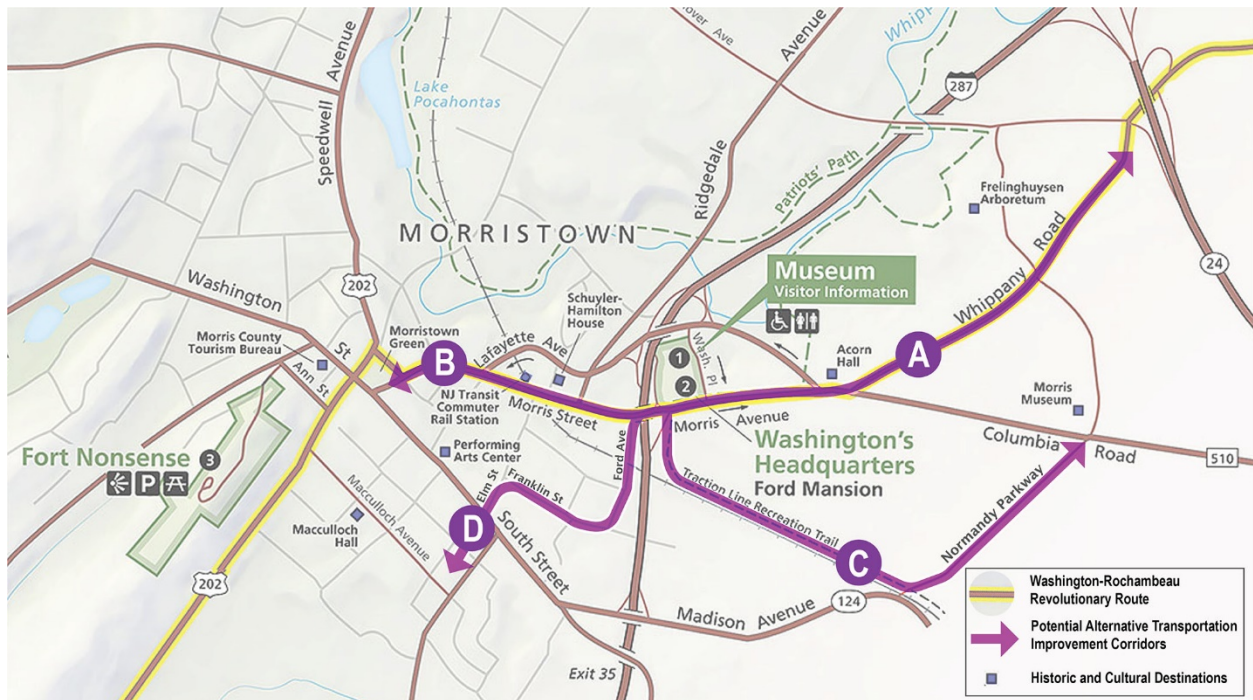 Speedwell Avenue
Lake
Pocahontas
Ridgedale Avenue
Whipp
over Ave
287
Patriots' Path
Frelinghuysen
Arboretum
Whippany Road
24
MORRISTOWN
Museum
Visitor Information
Washington St
202
Morris County
Tourism Bureau
Morristown
Green
Schuyler-
Hamilton
House
Lafayette Ave
B
NJ Transit
Commuter
Rail Station
Morris Street
1
2
Wash. Pl
Acorn
Hall
A
Morris Avenue
Morris
Museum
Columbia Road
510
Washington's
Headquarters
Ford Mansion
Ann St
Fort Nonsense
3
P
Performing
Arts Center
Ford Ave
Elm St
Franklin St
D
South Street
Macculloch Avenue
Macculloch
Hall
202
Traction Line Recreation Trail
C
Normandy Parkway
Madison Avenue
124
Exit 35
Washington-Rochambeau
Revolutionary Route
Potential Alternative Transportation
Improvement Corridors
Historic and Cultural Destinations